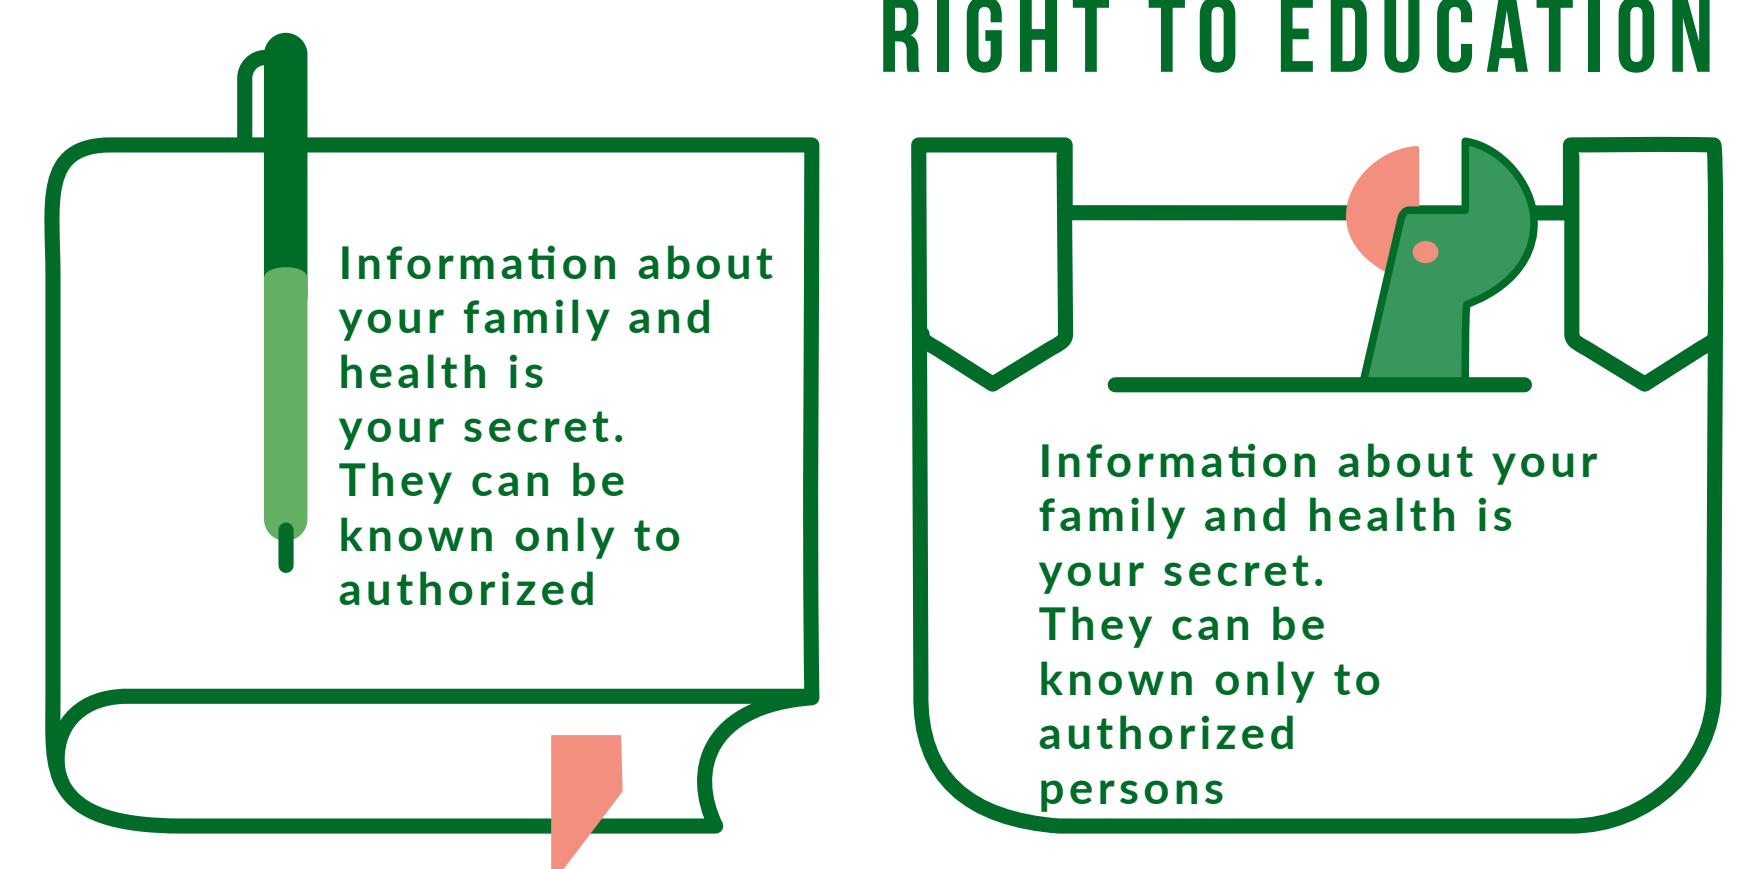 RIGHT TO EDUCATION
Information about
your family and
health is
your secret.
They can be
known only to
authorized
Information about your
family and health is
your secret.
They can be
known only to
authorized
persons